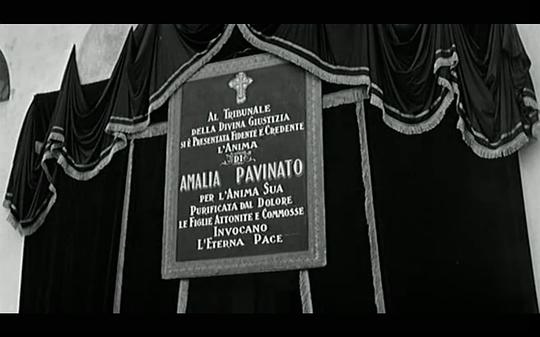 Al Tribunale
della Divina Giustizia
si è presentata fidente e credente
l'anima
di
Amalia Pavinato
per l'Anima Sua
Purificata dal Dolore
le Figlie Attonite e Commosse
Invocano
l'Eterna Pace